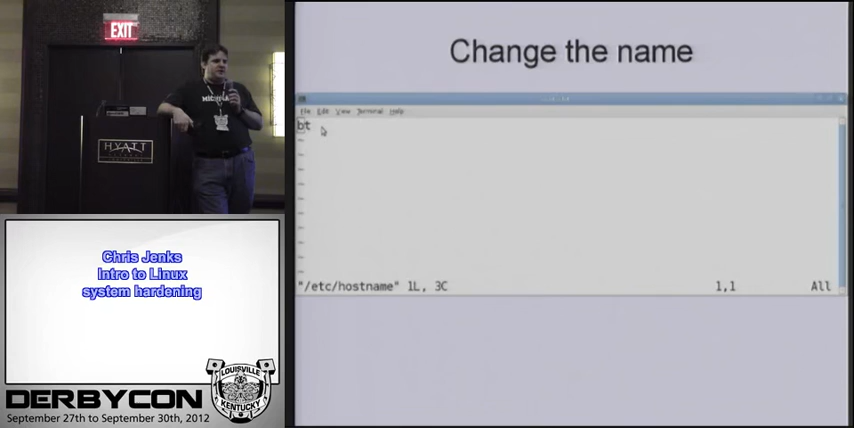 EXIT
MICHIGAN
HYATT
Chris Jenks
Intro to Linux
system hardening
LOUISVILLE
KENTUCKY
DERBYCON
September 27th to September 30th, 2012
Change the name
File Edit View Terminal Help
bt
~
~
~
~
~
~
~
~
~
"/etc/hostname" 1L, 3C 1,1 All